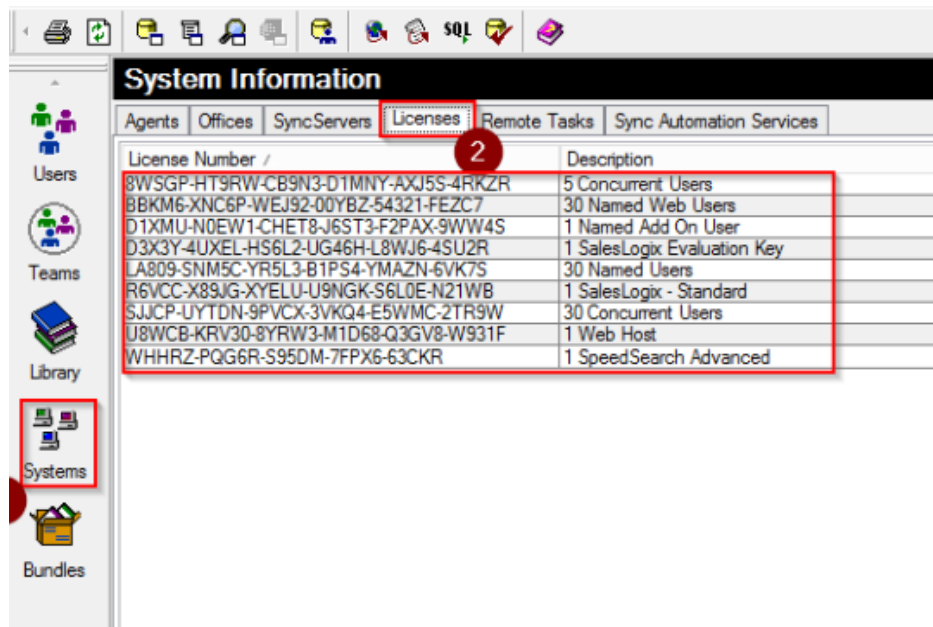 SQL
System Information
Agents Offices SyncServers Licenses Remote Tasks Sync Automation Services
2
License Number / Description
8WSGP-HT9RW-CB9N3-D1MNY-AXJ5S-4RKZR 5 Concurrent Users
BBKM6-XNC6P-WEJ92-00YBZ-54321-FEZC7 30 Named Web Users
D1XMU-N0EW1-CHET8-J6ST3-F2PAX-9WW4S 1 Named Add On User
D3X3Y-4UXEL-HS6L2-UG46H-L8WJ6-4SU2R 1 SalesLogix Evaluation Key
LA809-SNM5C-YR5L3-B1PS4-YMAZN-6VK7S 30 Named Users
R6VCC-X89JG-XYELU-U9NGK-S6L0E-N21WB 1 SalesLogix - Standard
SJJCP-UYTDN-9PVCX-3VKQ4-E5WMC-2TR9W 30 Concurrent Users
U8WCB-KRV30-8YRW3-M1D68-Q3GV8-W931F 1 Web Host
WHHRZ-PQG6R-S95DM-7FPX6-63CKR 1 SpeedSearch Advanced
Users
Teams
Library
Systems
Bundles